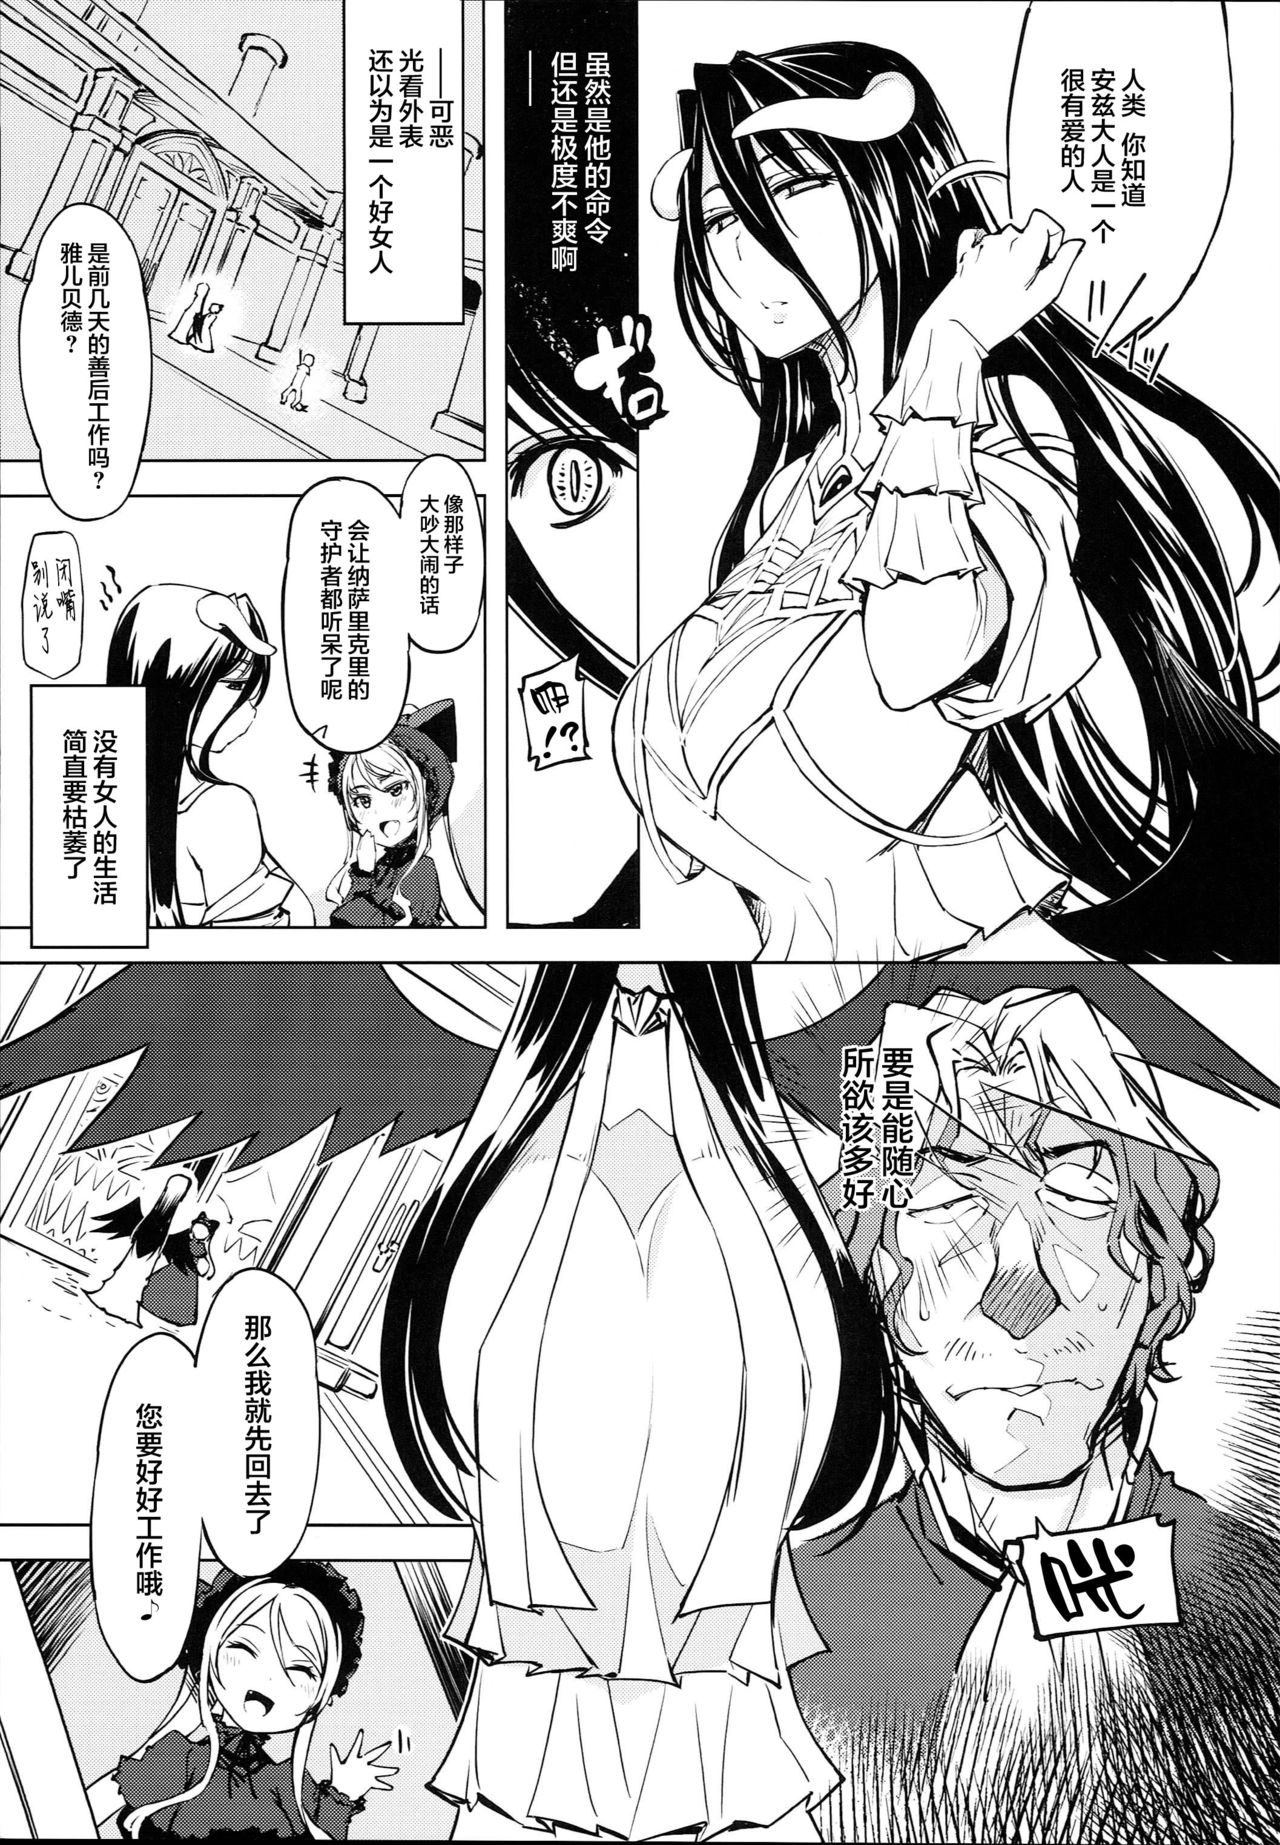 人类 你知道
安兹大人是一个
很有爱的人
虽然是他的命令
但还是极度不爽啊
——
——可恶
光看外表
还以为是一个好女人
是前几天的善后工作吗?
雅儿贝德?
像那样子
大吵大闹的话
会让纳萨里克里的
守护者都听呆了呢
闭嘴
别说了
没有女人的生活
简直要枯萎了
要是能随心
所欲该多好
那么我就先回去了
您要好好工作哦♪